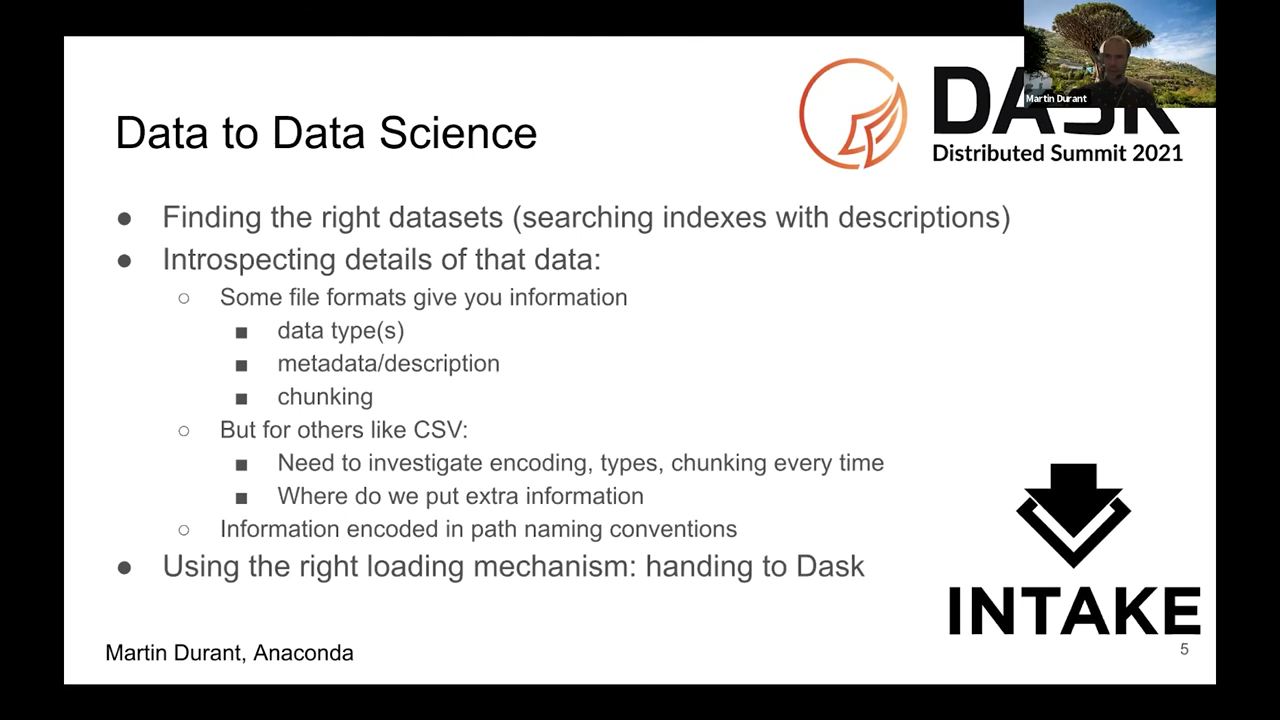 Martin Durant
DASK
Distributed Summit 2021
Data to Data Science
● Finding the right datasets (searching indexes with descriptions)
● Introspecting details of that data:
○ Some file formats give you information
■ data type(s)
■ metadata/description
■ chunking
○ But for others like CSV:
■ Need to investigate encoding, types, chunking every time
■ Where do we put extra information
○ Information encoded in path naming conventions
● Using the right loading mechanism: handing to Dask
INTAKE
Martin Durant, Anaconda
5